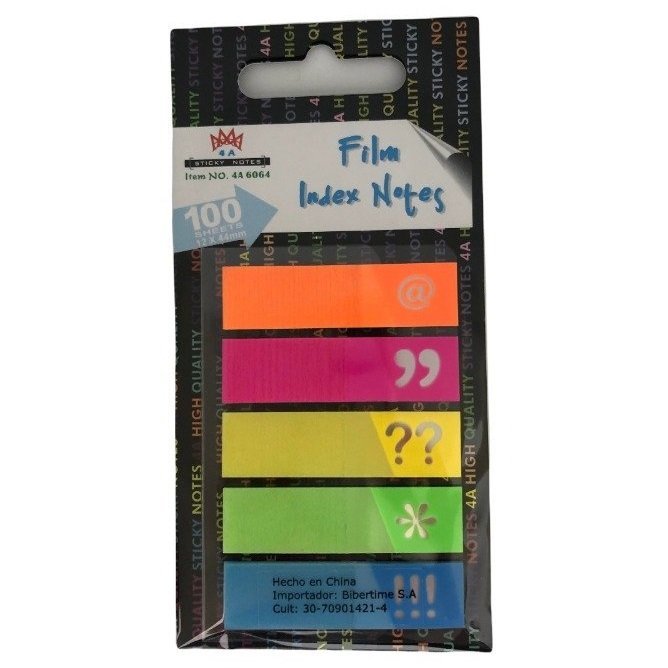 4A
[STICKY NOTES]
Item NO. 4A 6064
Film
Index Notes
100
SHEETS
12 X 44mm
@
”
??
*
!!!
Hecho en China
Importador: Bibertime S.A
Cuit: 30-70901421-4
4A HIGH QUALITY STICKY NOTES